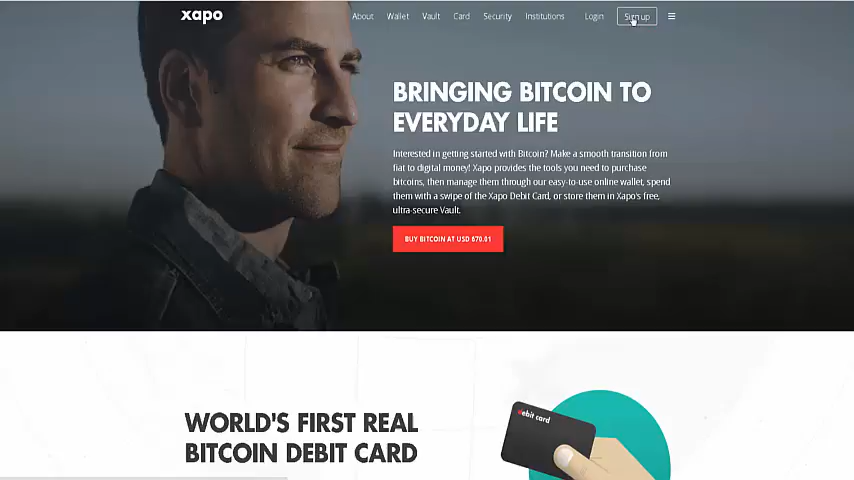 xapo
About Wallet Vault Card Security Institutions Login Sign up
BRINGING BITCOIN TO
EVERYDAY LIFE
Interested in getting started with Bitcoin? Make a smooth transition from
fiat to digital money! Xapo provides the tools you need to purchase
bitcoins, then manage them through our easy-to-use online wallet, spend
them with a swipe of the Xapo Debit Card, or store them in Xapo's free,
ultra-secure Vault.
BUY BITCOIN AT USD 670.01
WORLD'S FIRST REAL
BITCOIN DEBIT CARD
debit card